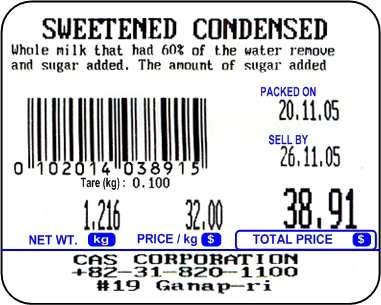 SWEETENED CONDENSED
Whole milk that had 60% of the water remove
and sugar added. The amount of sugar added
PACKED ON
20.11.05
SELL BY
26.11.05
0 102014 038915
Tare (kg) : 0.100
1.216 32.00 38.91
NET WT. kg PRICE / kg $ TOTAL PRICE $
CAS CORPORATION
+82-31-820-1100
#19 Ganap-ri